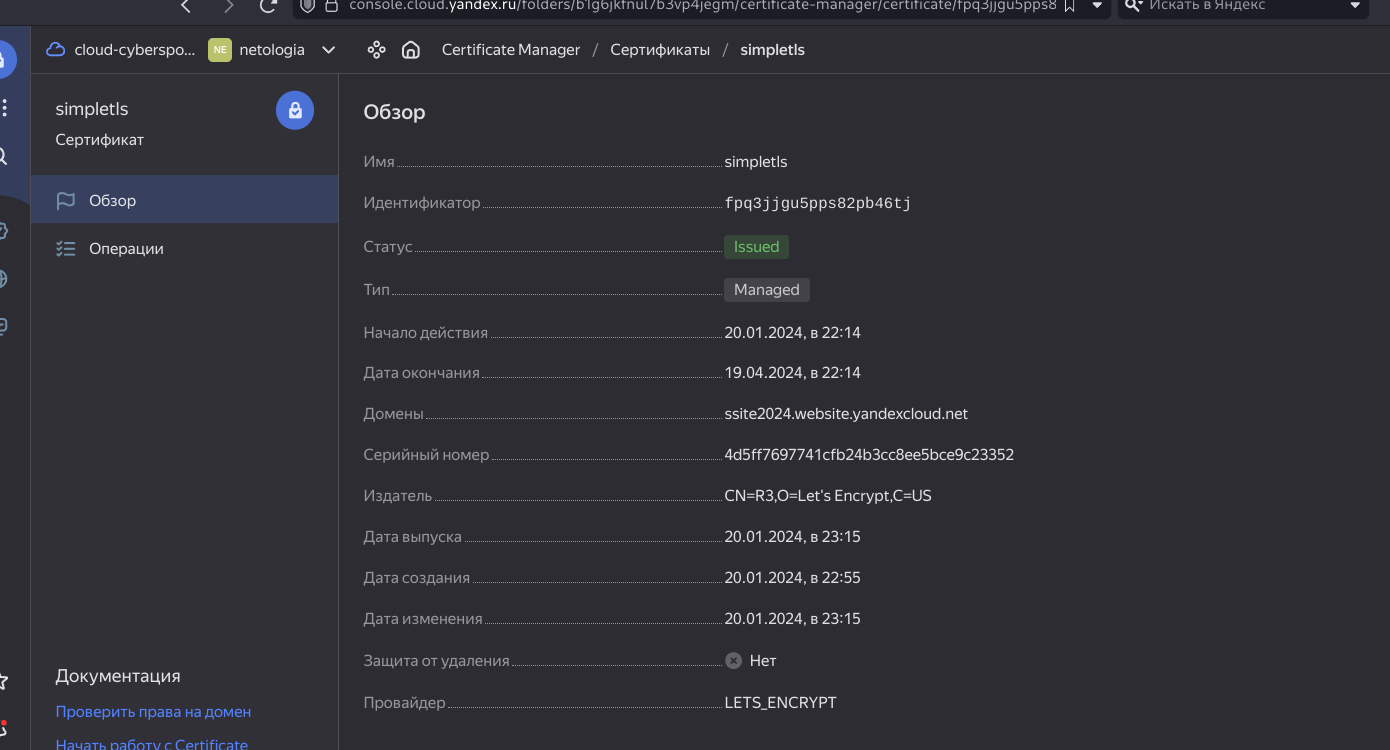 console.cloud.yandex.ru/folders/b1g6jkfnul7b3vp4jegm/certificate-manager/certificate/fpq3jjgu5pps8
Искать в Яндекс
cloud-cyberspo... NE netologia Certificate Manager / Сертификаты / simpletls
simpletls
Сертификат
Обзор
Операции
Документация
Проверить права на домен
Начать работу с Certificate
Обзор
Имя simpletls
Идентификатор fpq3jjgu5pps82pb46tj
Статус Issued
Тип Managed
Начало действия 20.01.2024, в 22:14
Дата окончания 19.04.2024, в 22:14
Домены ssite2024.website.yandexcloud.net
Серийный номер 4d5ff7697741cfb24b3cc8ee5bce9c23352
Издатель CN=R3,O=Let's Encrypt,C=US
Дата выпуска 20.01.2024, в 23:15
Дата создания 20.01.2024, в 22:55
Дата изменения 20.01.2024, в 23:15
Защита от удаления Нет
Провайдер LETS_ENCRYPT